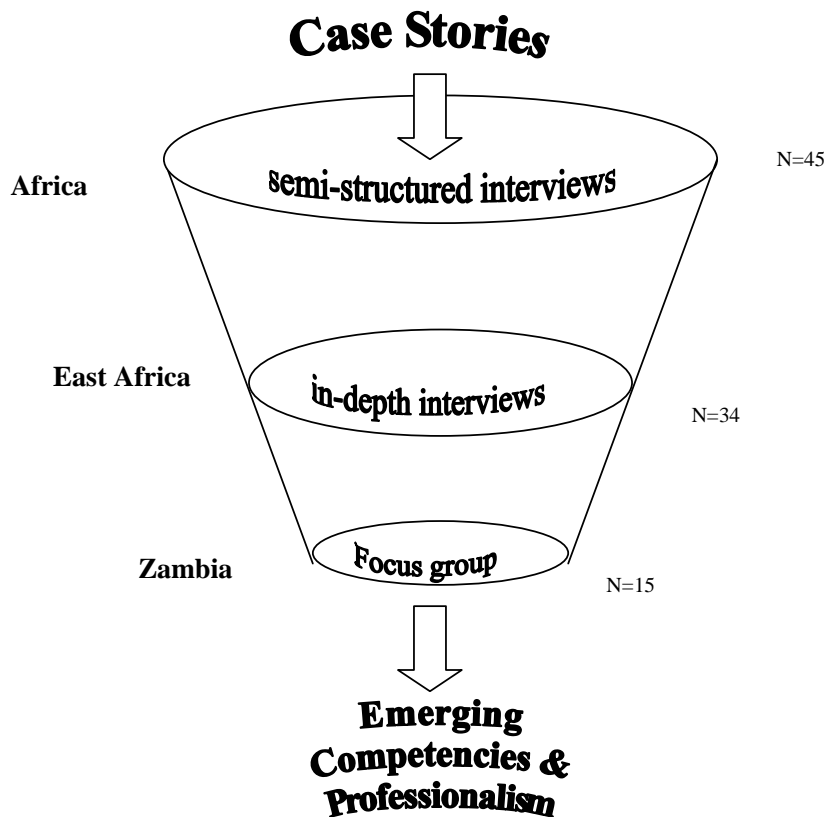 Case Stories
N=45
Africa
semi-structured interviews
East Africa
in-depth interviews
N=34
Zambia
Focus group
N=15
Emerging
Competencies &
Professionalism